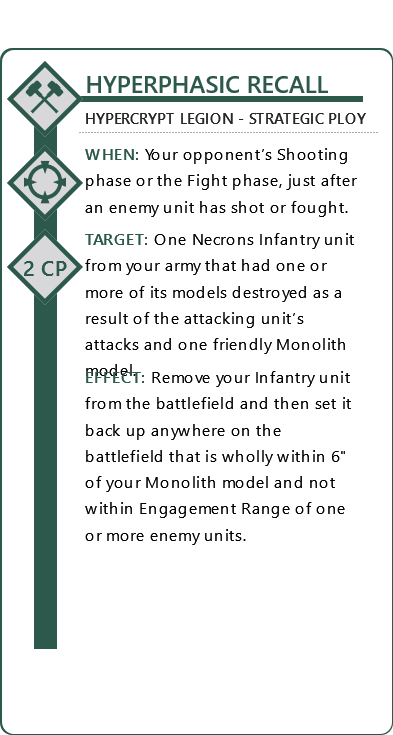 HYPERPHASIC RECALL
HYPERCRYPT LEGION - STRATEGIC PLOY
WHEN: Your opponent's Shooting
phase or the Fight phase, just after
an enemy unit has shot or fought.
TARGET: One Necrons Infantry unit
2 CP
from your army that had one or
more of its models destroyed as a
result of the attacking unit's
attacks and one friendly Monolith
model.
EFFECT: Remove your Infantry unit
from the battlefield and then set it
back up anywhere on the
battlefield that is wholly within 6"
of your Monolith model and not
within Engagement Range of one
or more enemy units.